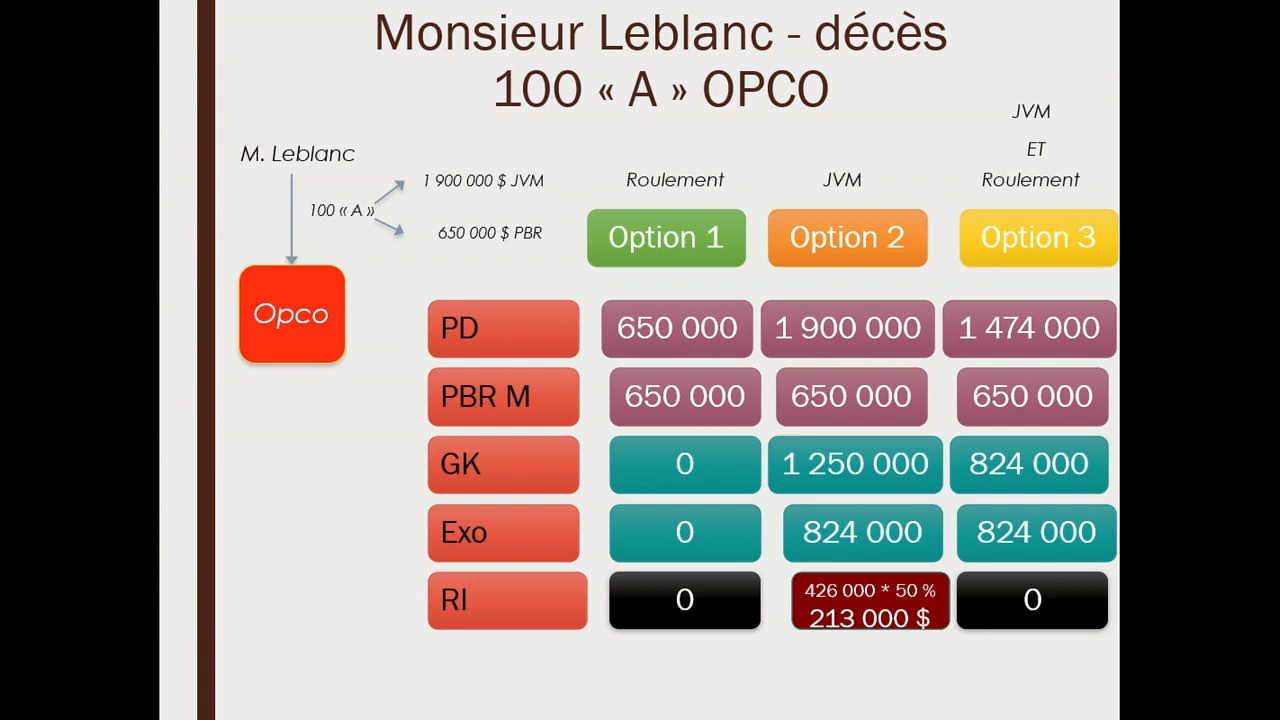 Monsieur Leblanc - décès
100 « A » OPCO
JVM
ET
M. Leblanc
1 900 000 $ JVM
Roulement
JVM
Roulement
100 « A »
650 000 $ PBR
Option 1
Option 2
Option 3
Opco
PD
650 000
1 900 000
1 474 000
PBR M
650 000
650 000
650 000
GK
0
1 250 000
824 000
Exo
0
824 000
824 000
RI
0
426 000 * 50 %
213 000 $
0